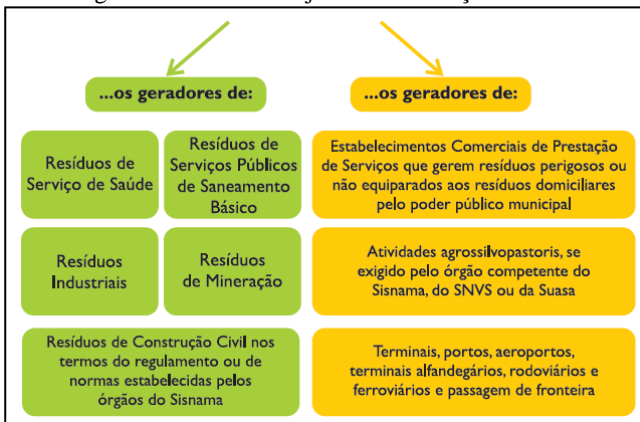 ...os geradores de:
Resíduos de
Serviço de Saúde
Resíduos de
Serviços Públicos
de Saneamento
Básico
Resíduos
Industriais
Resíduos
de Mineração
Resíduos de Construção Civil nos
termos do regulamento ou de
normas estabelecidas pelos
órgãos do Sisnama
...os geradores de:
Estabelecimentos Comerciais de Prestação
de Serviços que gerem resíduos perigosos ou
não equiparados aos resíduos domiciliares
pelo poder público municipal
Atividades agrossilvopastoris, se
exigido pelo órgão competente do
Sisnama, do SNVS ou da Suasa
Terminais, portos, aeroportos,
terminais alfandegários, rodoviários e
ferroviários e passagem de fronteira